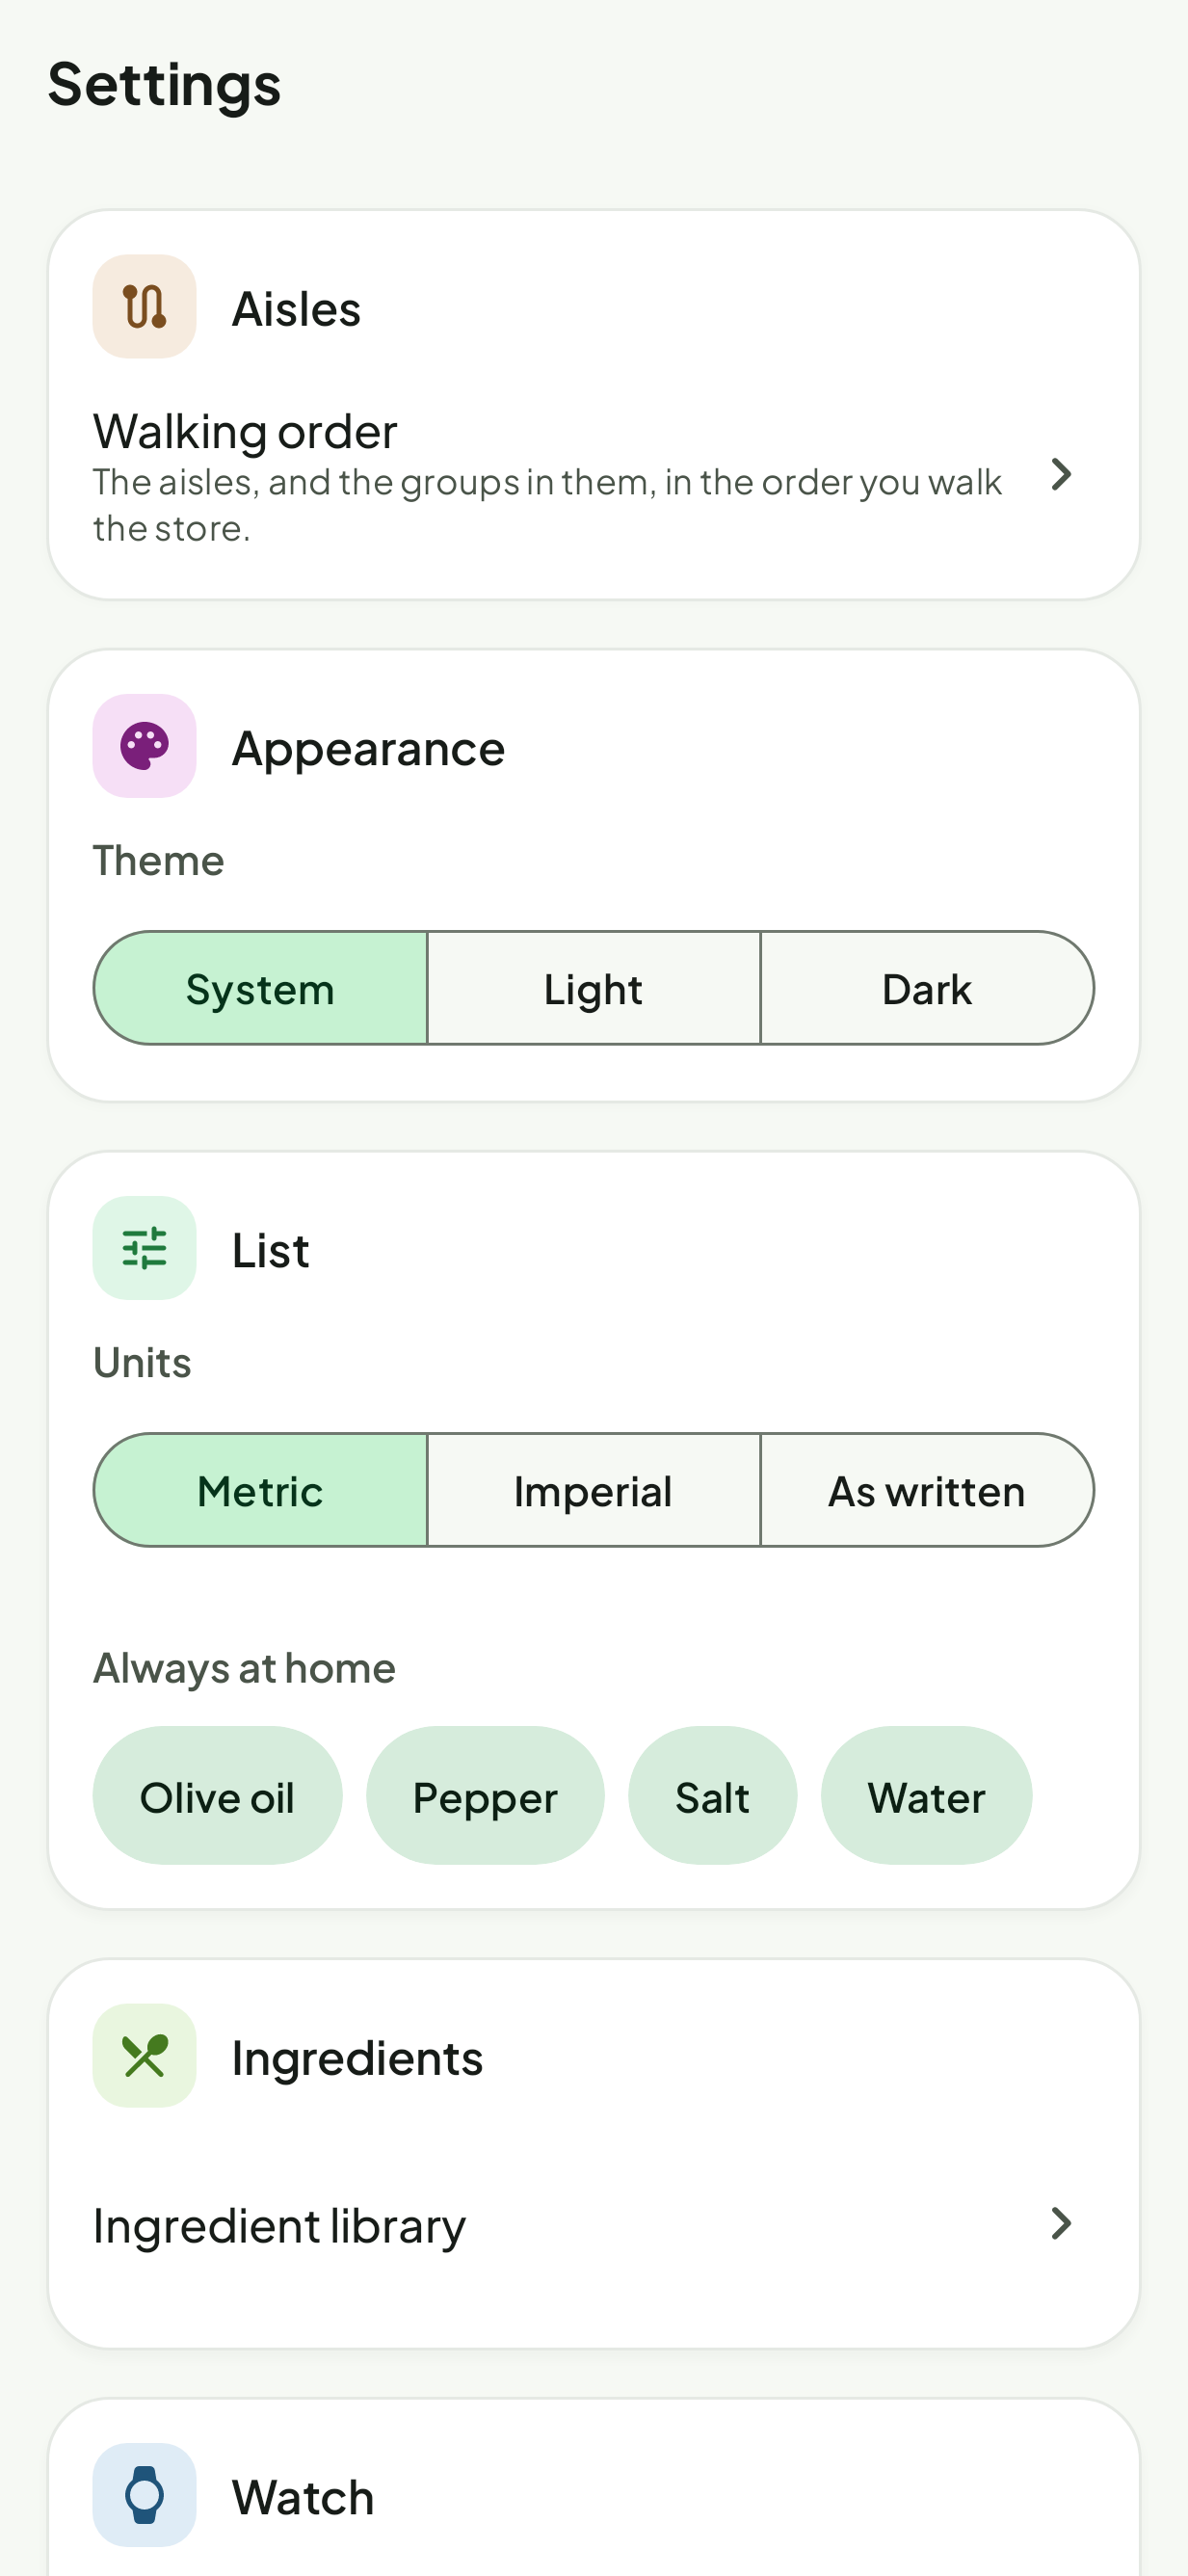 Settings
Aisles
Walking order
The aisles, and the groups in them, in the order you walk
the store.
Appearance
Theme
System
Light
Dark
List
Units
Metric
Imperial
As written
Always at home
Olive oil
Pepper
Salt
Water
Ingredients
Ingredient library
Watch